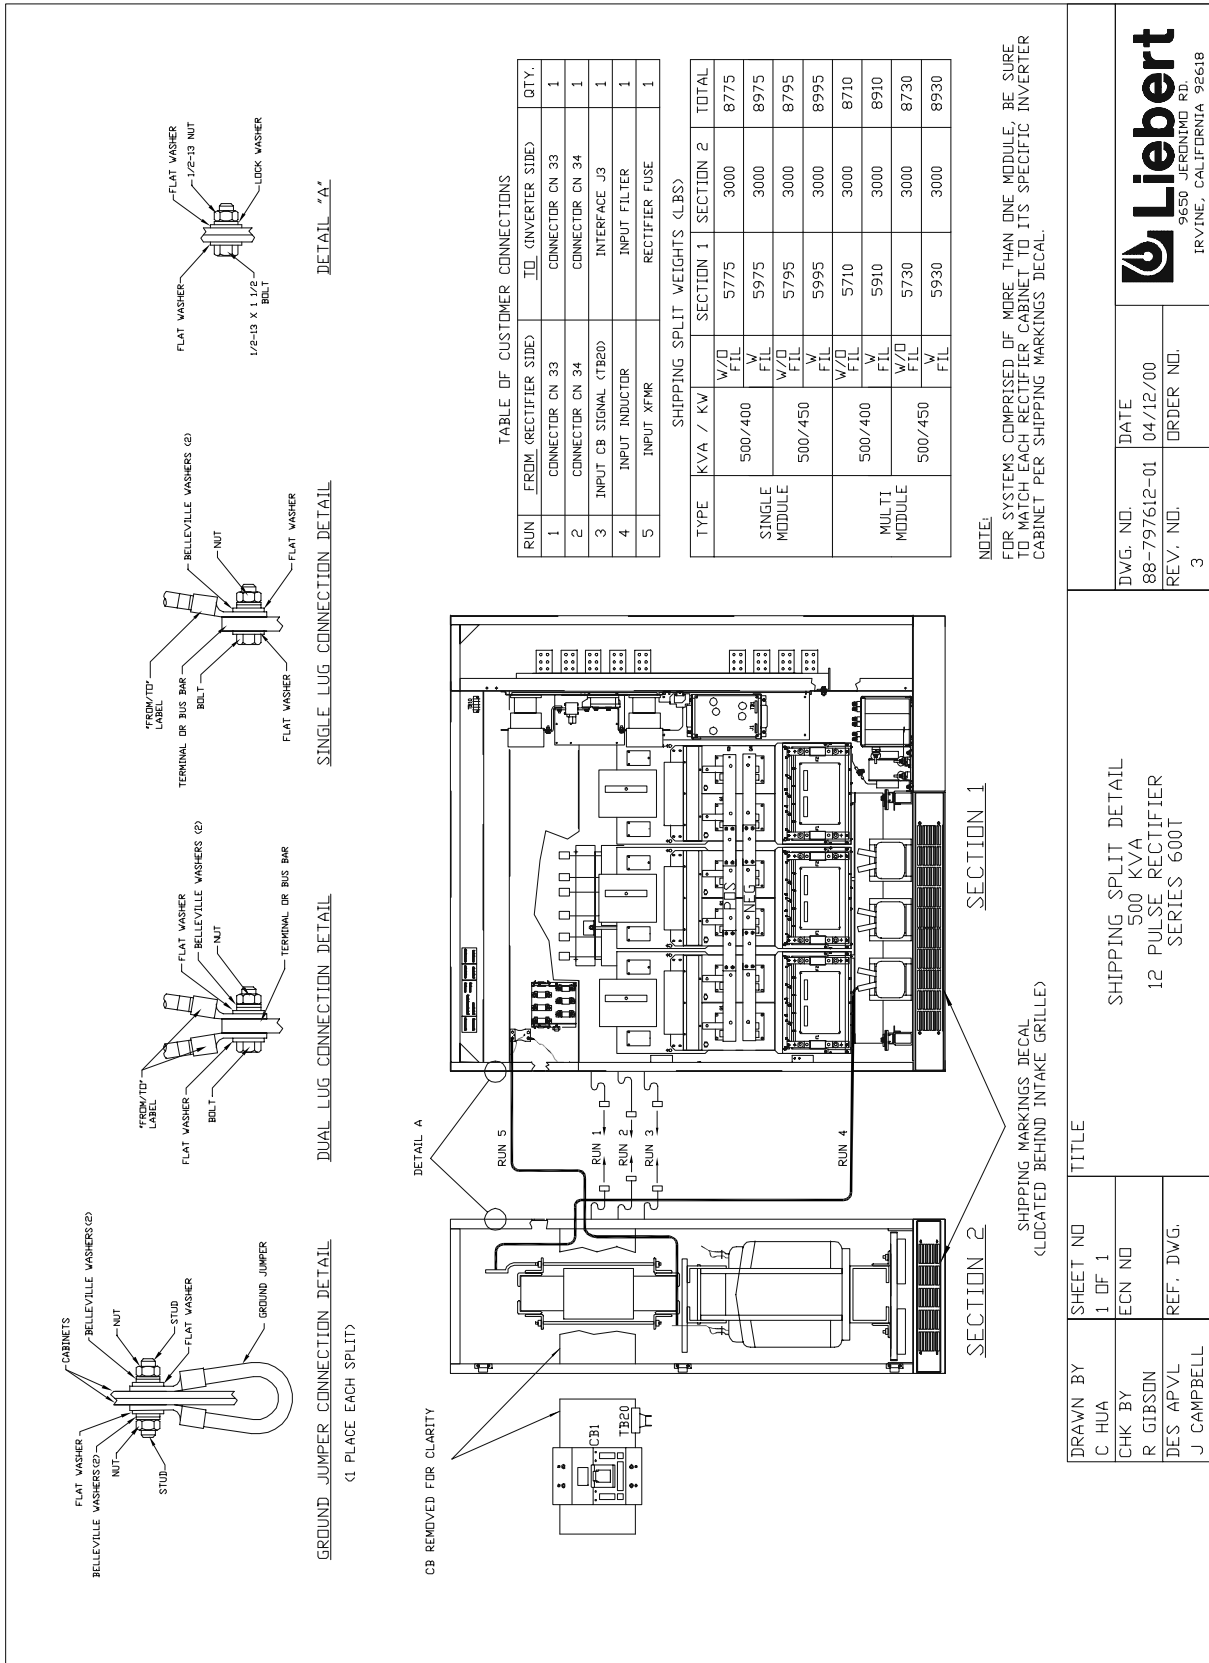 CABINETS
FLAT WASHER
BELLEVILLE WASHERS(2)
NUT
STUD
BELLEVILLE WASHERS(2)
NUT
STUD
FLAT WASHER
GROUND JUMPER
GROUND JUMPER CONNECTION DETAIL
(1 PLACE EACH SPLIT)
"FROM/TO"
LABEL
FLAT WASHER
BOLT
FLAT WASHER
BELLEVILLE WASHERS (2)
NUT
TERMINAL OR BUS BAR
DUAL LUG CONNECTION DETAIL
"FROM/TO"
LABEL
TERMINAL OR BUS BAR
BOLT
FLAT WASHER
BELLEVILLE WASHERS (2)
NUT
FLAT WASHER
SINGLE LUG CONNECTION DETAIL
FLAT WASHER
1/2-13 X 1 1/2
BOLT
FLAT WASHER
1/2-13 NUT
LOCK WASHER
DETAIL "A"
CB REMOVED FOR CLARITY
CB1
TB20
DETAIL A
RUN 5
RUN 1
RUN 2
RUN 3
RUN 4
POS
NEG
SECTION 2
SECTION 1
SHIPPING MARKINGS DECAL
(LOCATED BEHIND INTAKE GRILLE)
TABLE OF CUSTOMER CONNECTIONS
RUN FROM (RECTIFIER SIDE) TO (INVERTER SIDE) QTY.
1 CONNECTOR CN 33 CONNECTOR CN 33 1
2 CONNECTOR CN 34 CONNECTOR CN 34 1
3 INPUT CB SIGNAL (TB20) INTERFACE J3 1
4 INPUT INDUCTOR INPUT FILTER 1
5 INPUT XFMR RECTIFIER FUSE 1
SHIPPING SPLIT WEIGHTS (LBS)
TYPE KVA / KW SECTION 1 SECTION 2 TOTAL
SINGLE MODULE 500/400 W/O FIL 5775 3000 8775
W FIL 5975 3000 8975
500/450 W/O FIL 5795 3000 8795
W FIL 5995 3000 8995
MULTI MODULE 500/400 W/O FIL 5710 3000 8710
W FIL 5910 3000 8910
500/450 W/O FIL 5730 3000 8730
W FIL 5930 3000 8930
NOTE:
FOR SYSTEMS COMPRISED OF MORE THAN ONE MODULE, BE SURE
TO MATCH EACH RECTIFIER CABINET TO ITS SPECIFIC INVERTER
CABINET PER SHIPPING MARKINGS DECAL.
DRAWN BY
C HUA
CHK BY
R GIBSON
DES APVL
J CAMPBELL
SHEET NO
1 OF 1
ECN NO
REF. DWG.
TITLE
SHIPPING SPLIT DETAIL
500 KVA
12 PULSE RECTIFIER
SERIES 600T
DWG. NO.
88-797612-01
REV. NO.
3
DATE
04/12/00
ORDER NO.
Liebert
9650 JERONIMO RD.
IRVINE, CALIFORNIA 92618